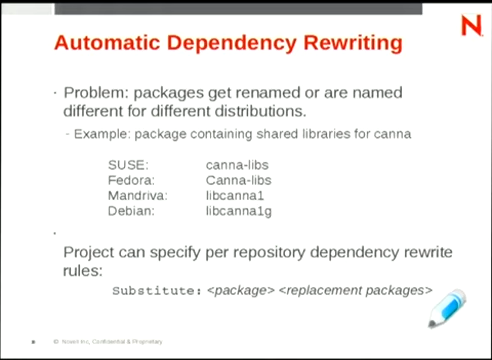 Automatic Dependency Rewriting
N
Problem: packages get renamed or are named
different for different distributions.
Example: package containing shared libraries for canna
SUSE: canna-libs
Fedora: Canna-libs
Mandriva: libcanna1
Debian: libcanna1g
Project can specify per repository dependency rewrite
rules:
Substitute: <package> <replacement packages>
© Novell Inc, Confidential & Proprietary